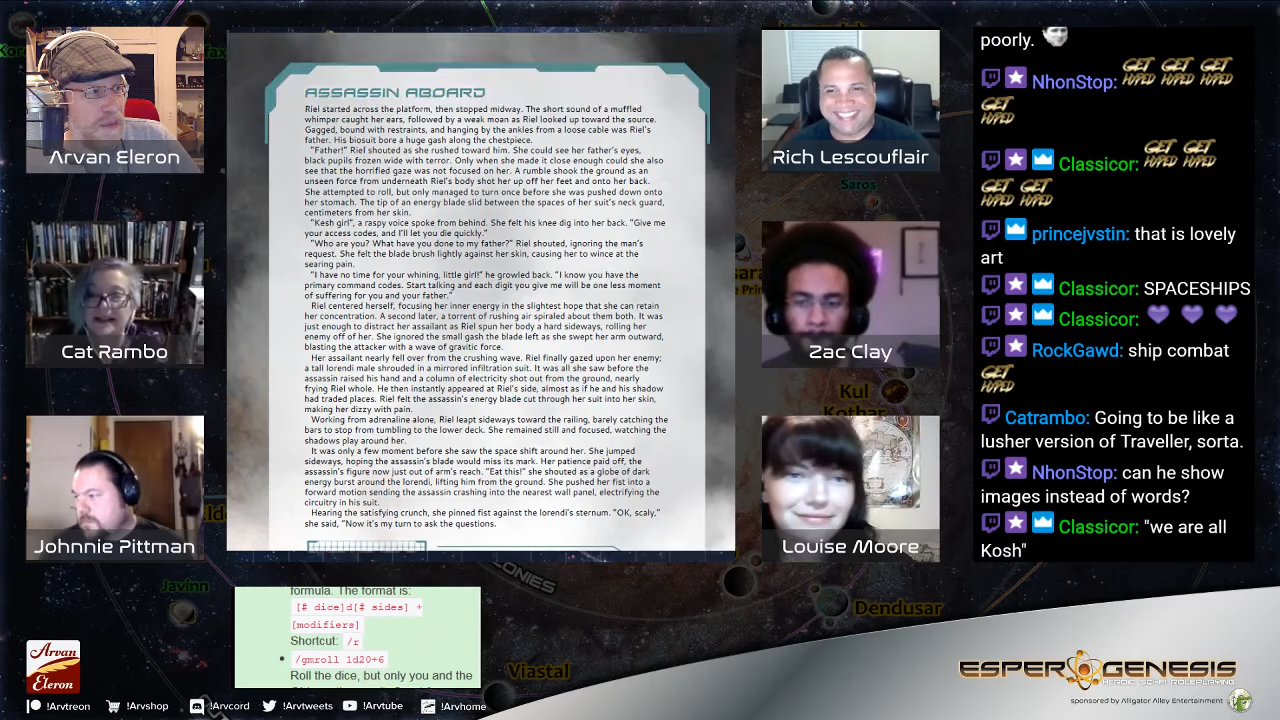 Arvan Eleron
Cat Rambo
Johnnie Pittman
ASSASSIN ABOARD
Riel started across the platform, then stopped midway. The short sound of a muffled
whimper caught her ears, followed by a weak moan as Riel looked up toward the source.
Gagged, bound with restraints, and hanging by the ankles from a loose cable was Riel's
father. His biosuit bore a huge gash along the chestpiece.
"Father!" Riel shouted as she rushed toward him. She could see her father's eyes,
black pupils frozen wide with terror. Only when she made it close enough could she also
see that the horrified gaze was not focused on her. A rumble shook the ground as an
unseen force from underneath Riel's body shot her up off her feet and onto her back.
She attempted to roll, but only managed to turn once before she was pushed down onto
her stomach. The tip of an energy blade slid between the spaces of her suit's neck guard,
centimeters from her skin.
"Kesh girl", a raspy voice spoke from behind. She felt his knee dig into her back. "Give me
your access codes, and I'll let you die quickly."
"Who are you? What have you done to my father?" Riel shouted, ignoring the man's
request. She felt the blade brush lightly against her skin, causing her to wince at the
searing pain.
"I have no time for your whining, little girl!" he growled back. "I know you have the
primary command codes. Start talking and each digit you give me will be one less moment
of suffering for you and your father."
Riel centered herself, focusing her inner energy in the slightest hope that she can retain
her concentration. A second later, a torrent of rushing air spiraled about them both. It was
just enough to distract her assailant as Riel spun her body a hard sideways, rolling her
enemy off of her. She ignored the small gash the blade left as she swept her arm outward,
blasting the attacker with a wave of gravitic force.
Her assailant nearly fell over from the crushing wave. Riel finally gazed upon her enemy;
a tall lorendi male shrouded in a mirrored infiltration suit. It was all she saw before the
assassin raised his hand and a column of electricity shot out from the ground, nearly
frying Riel whole. He then instantly appeared at Riel's side, almost as if he and his shadow
had traded places. Riel felt the assassin's energy blade cut through her suit into her skin,
making her dizzy with pain.
Working from adrenaline alone, Riel leapt sideways toward the railing, barely catching the
bars to stop from tumbling to the lower deck. She remained still and focused, watching the
shadows play around her.
It was only a few moment before she saw the space shift around her. She jumped
sideways, hoping the assassin's blade would miss its mark. Her patience paid off, the
assassin's figure now just out of arm's reach. "Eat this!" she shouted as a globe of dark
energy burst around the lorendi, lifting him from the ground. She pushed her fist into a
forward motion sending the assassin crashing into the nearest wall panel, electrifying the
circuitry in his suit.
Hearing the satisfying crunch, she pinned fist against the lorendi's sternum. "OK, scaly,"
she said, "Now it's my turn to ask the questions.
Rich Lescouflair
Saros
Zac Clay
Kul
Kothar
Louise Moore
poorly.
NhonStop: GET HYPED GET HYPED GET HYPED
GET HYPED
Classicor: GET HYPED GET HYPED
GET HYPED GET HYPED
princejvstin: that is lovely
art
Classicor: SPACESHIPS
Classicor:
RockGawd: ship combat
GET HYPED
Catrambo: Going to be like a
lusher version of Traveller, sorta.
NhonStop: can he show
images instead of words?
Classicor: "we are all
Kosh"
Javinn
formula. The format is:
[# dice]d[# sides] +
[modifiers]
Shortcut: /r
/gmroll 1d20+6
Roll the dice, but only you and the
Viastal
Dendusar
Arvan
Eleron
!Arvtreon
!Arvshop
!Arvcord
!Arvtweets
!Arvtube
!Arvhome
ESPER GENESIS
HEROIC SCI-FI ROLEPLAYING
sponsored by Alligator Alley Entertainment